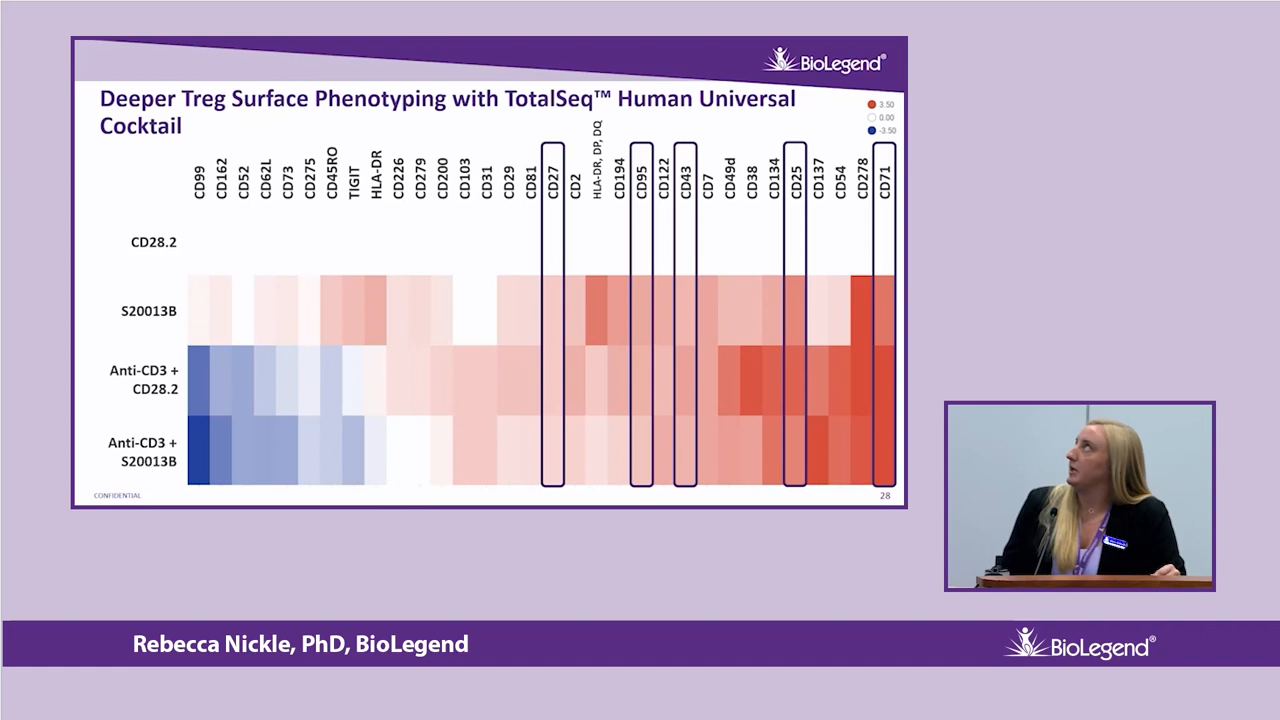 BioLegend®
Deeper Treg Surface Phenotyping with TotalSeq™ Human Universal
Cocktail
3.50
0.00
-3.50
CD99
CD162
CD52
CD62L
CD73
CD275
CD45RO
TIGIT
HLA-DR
CD226
CD279
CD200
CD103
CD31
CD29
CD81
CD27
CD2
HLA-DR, DP, DQ
CD194
CD95
CD122
CD43
CD7
CD49d
CD38
CD134
CD25
CD137
CD54
CD278
CD71
CD28.2
S20013B
Anti-CD3 +
CD28.2
Anti-CD3 +
S20013B
CONFIDENTIAL
28
Rebecca Nickle, PhD, BioLegend
BioLegend®